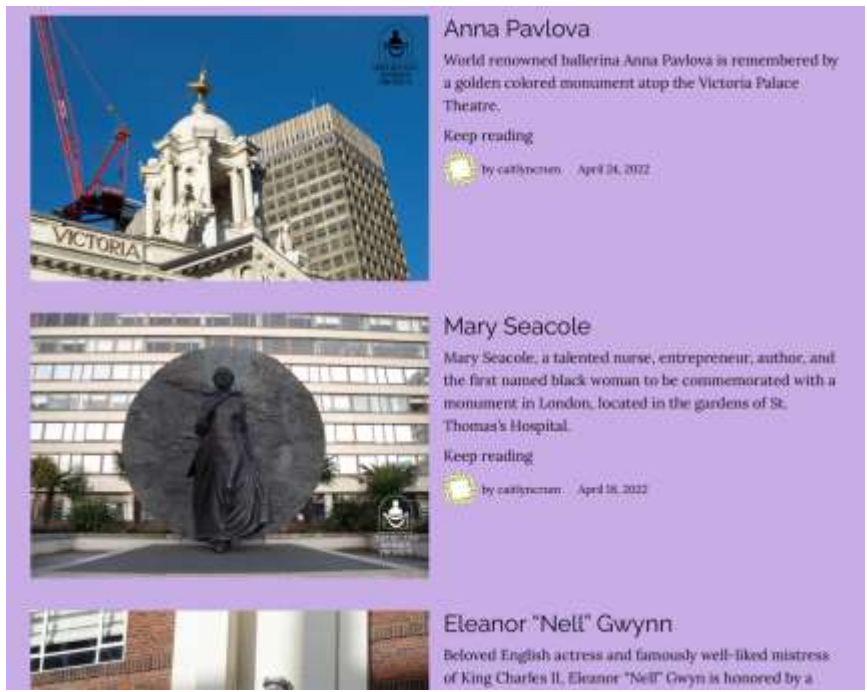 VICTORIA
Anna Pavlova
World renowned ballerina Anna Pavlova is remembered by
a golden colored monument atop the Victoria Palace
Theatre.
Keep reading
by
April 24, 2022
Mary Seacole
Mary Seacole, a talented nurse, entrepreneur, author, and
the first named black woman to be commemorated with a
monument in London, located in the gardens of St.
Thomas's Hospital.
Keep reading
by
April 18, 2022
Eleanor "Nell" Gwynn
Beloved English actress and famously well-liked mistress
of King Charles II, Eleanor "Nell" Gwyn is honored by a